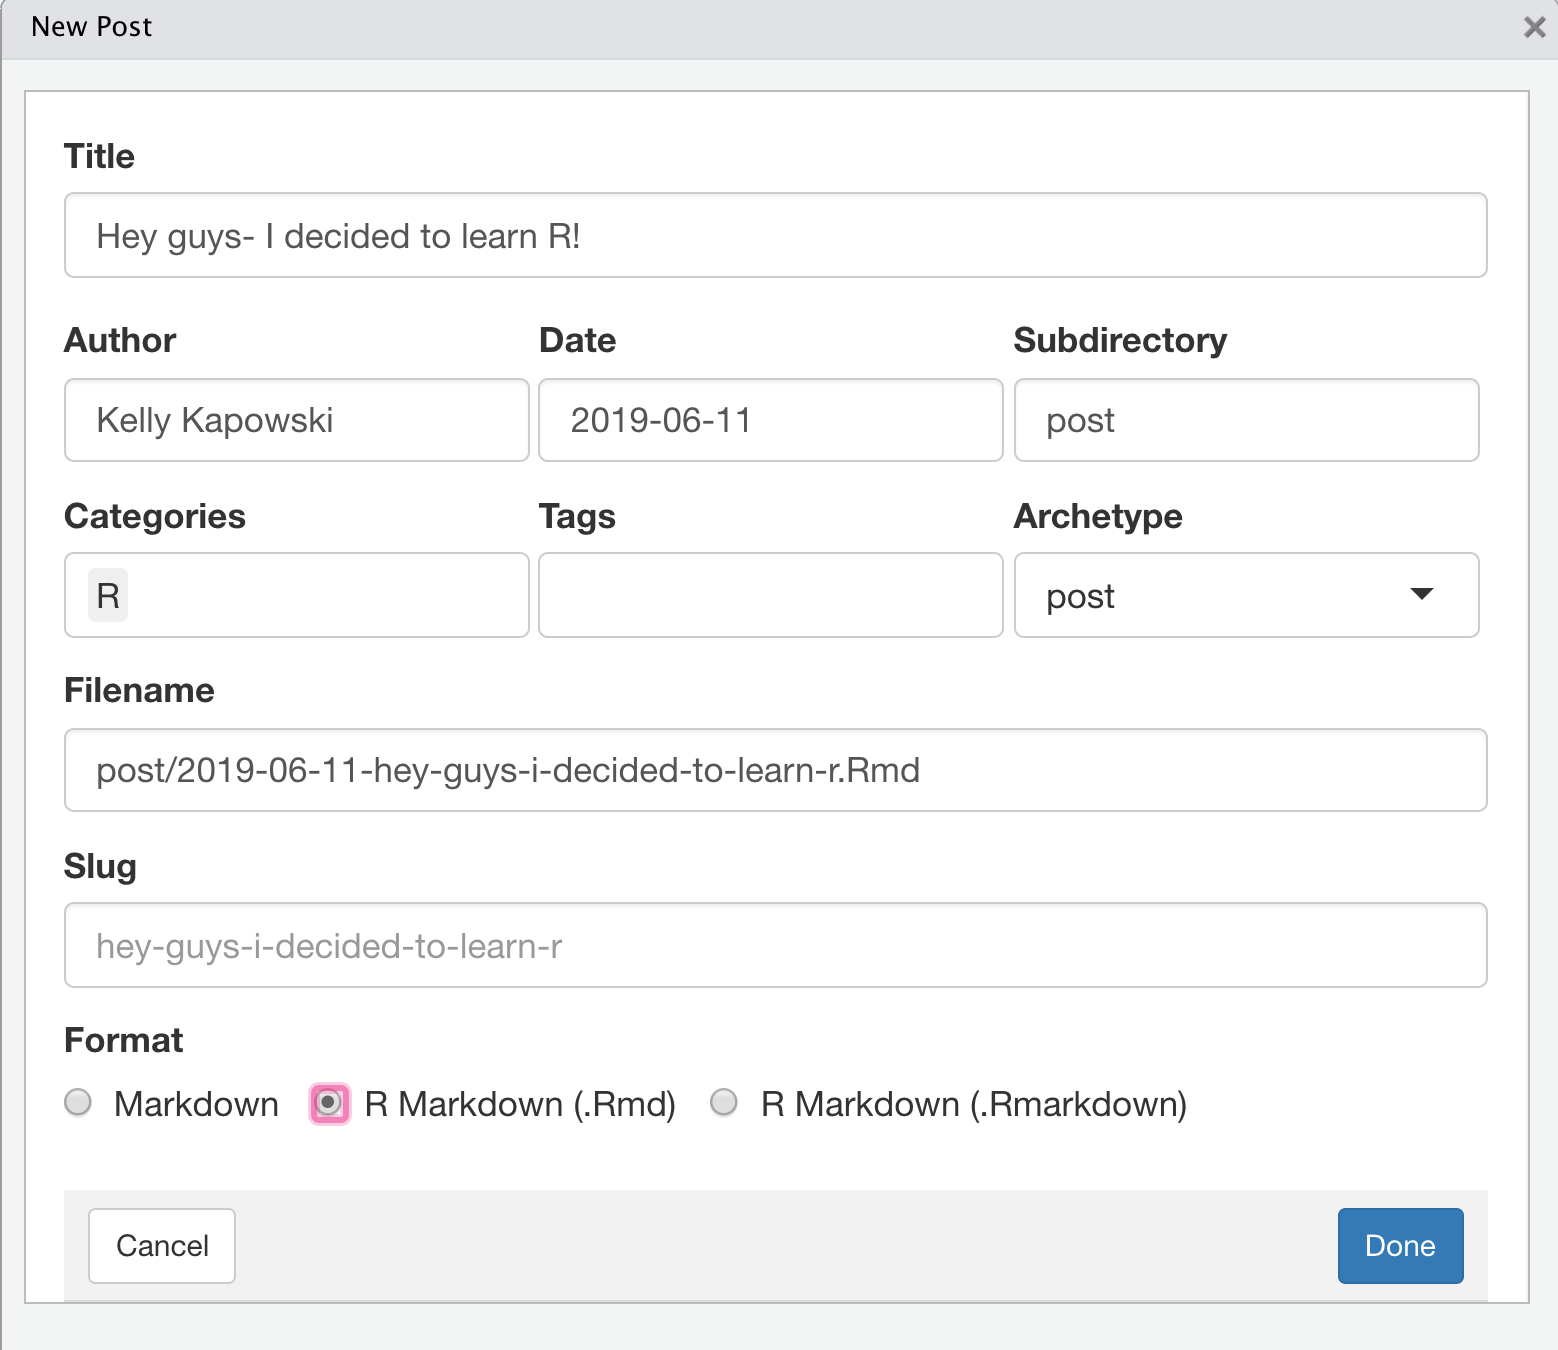 New Post
Title
Hey guys- I decided to learn R!
Author Date Subdirectory
Kelly Kapowski 2019-06-11 post
Categories Tags Archetype
R post
Filename
post/2019-06-11-hey-guys-i-decided-to-learn-r.Rmd
Slug
hey-guys-i-decided-to-learn-r
Format
Markdown R Markdown (.Rmd) R Markdown (.Rmarkdown)
Cancel Done